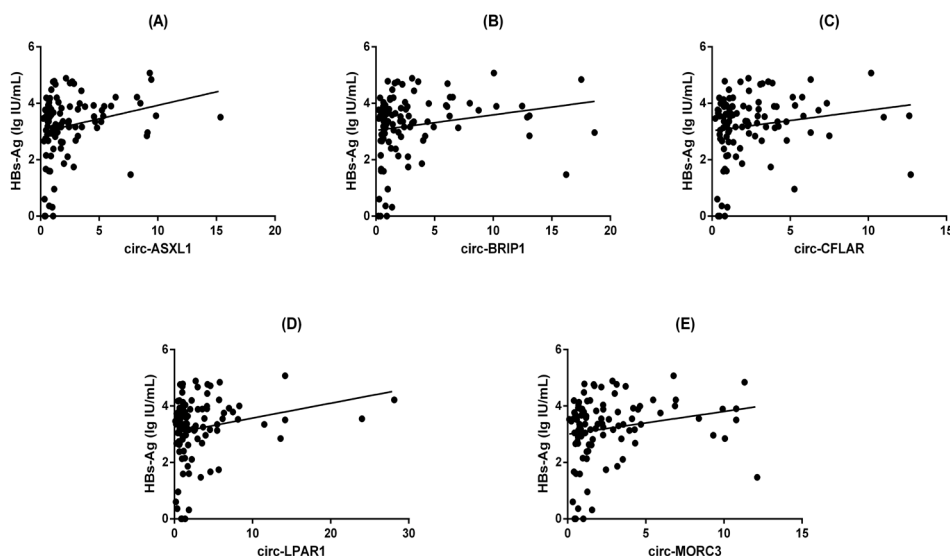 (A)
HBs-Ag (lg IU/mL)
6
4
2
0
0 5 10 15 20
circ-ASXL1
(B)
HBs-Ag (lg IU/mL)
6
4
2
0
0 5 10 15 20
circ-BRIP1
(C)
HBs-Ag (lg IU/mL)
6
4
2
0
0 5 10 15
circ-CFLAR
(D)
HBs-Ag (lg IU/mL)
6
4
2
0
0 10 20 30
circ-LPAR1
(E)
HBs-Ag (lg IU/mL)
6
4
2
0
0 5 10 15
circ-MORC3